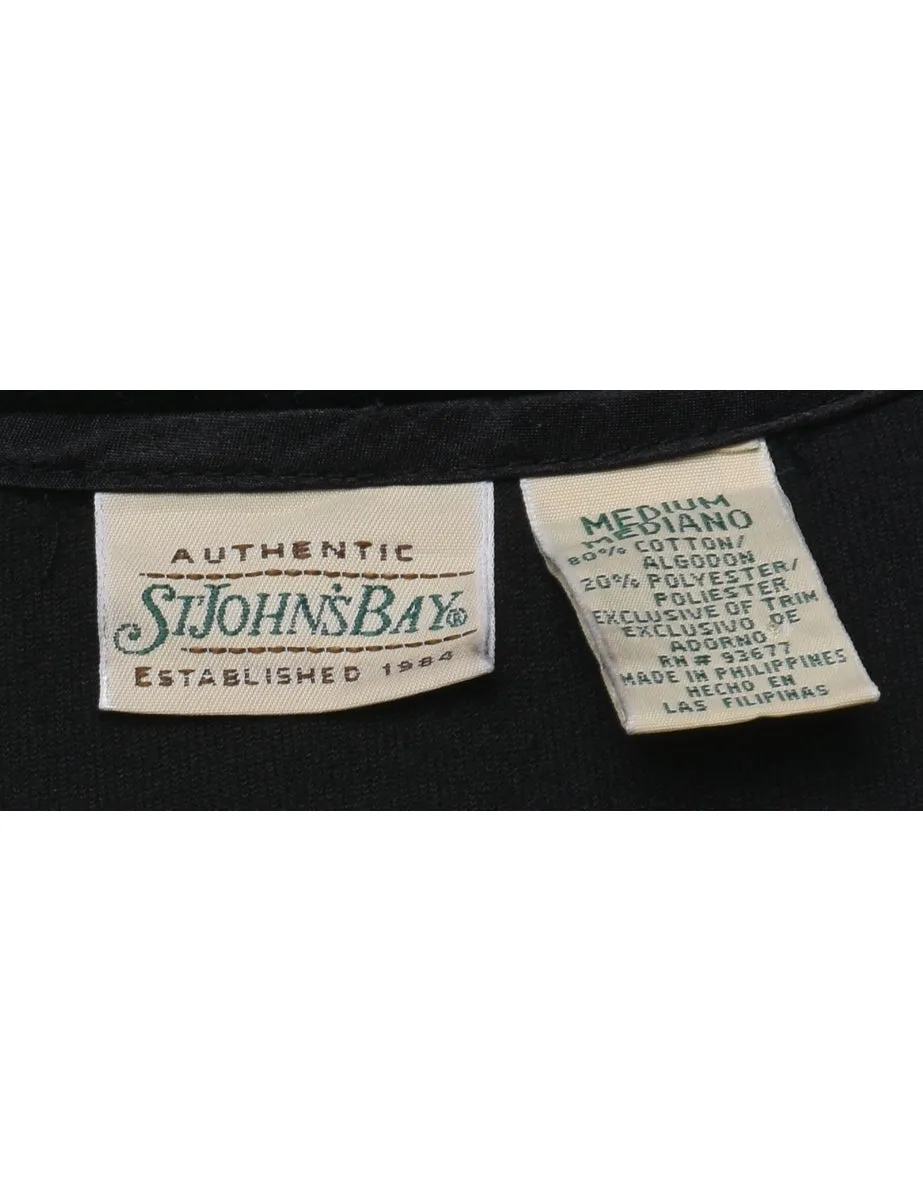 AUTHENTIC
ST. JOHN'S BAY®
ESTABLISHED 1984
MEDIUM
MEDIANO
80% COTTON/
ALGODON
20% POLYESTER/
POLIESTER
EXCLUSIVE OF TRIM
EXCLUSIVO DE
ADORNO
RN# 93677
MADE IN PHILIPPINES
HECHO EN
LAS FILIPINAS